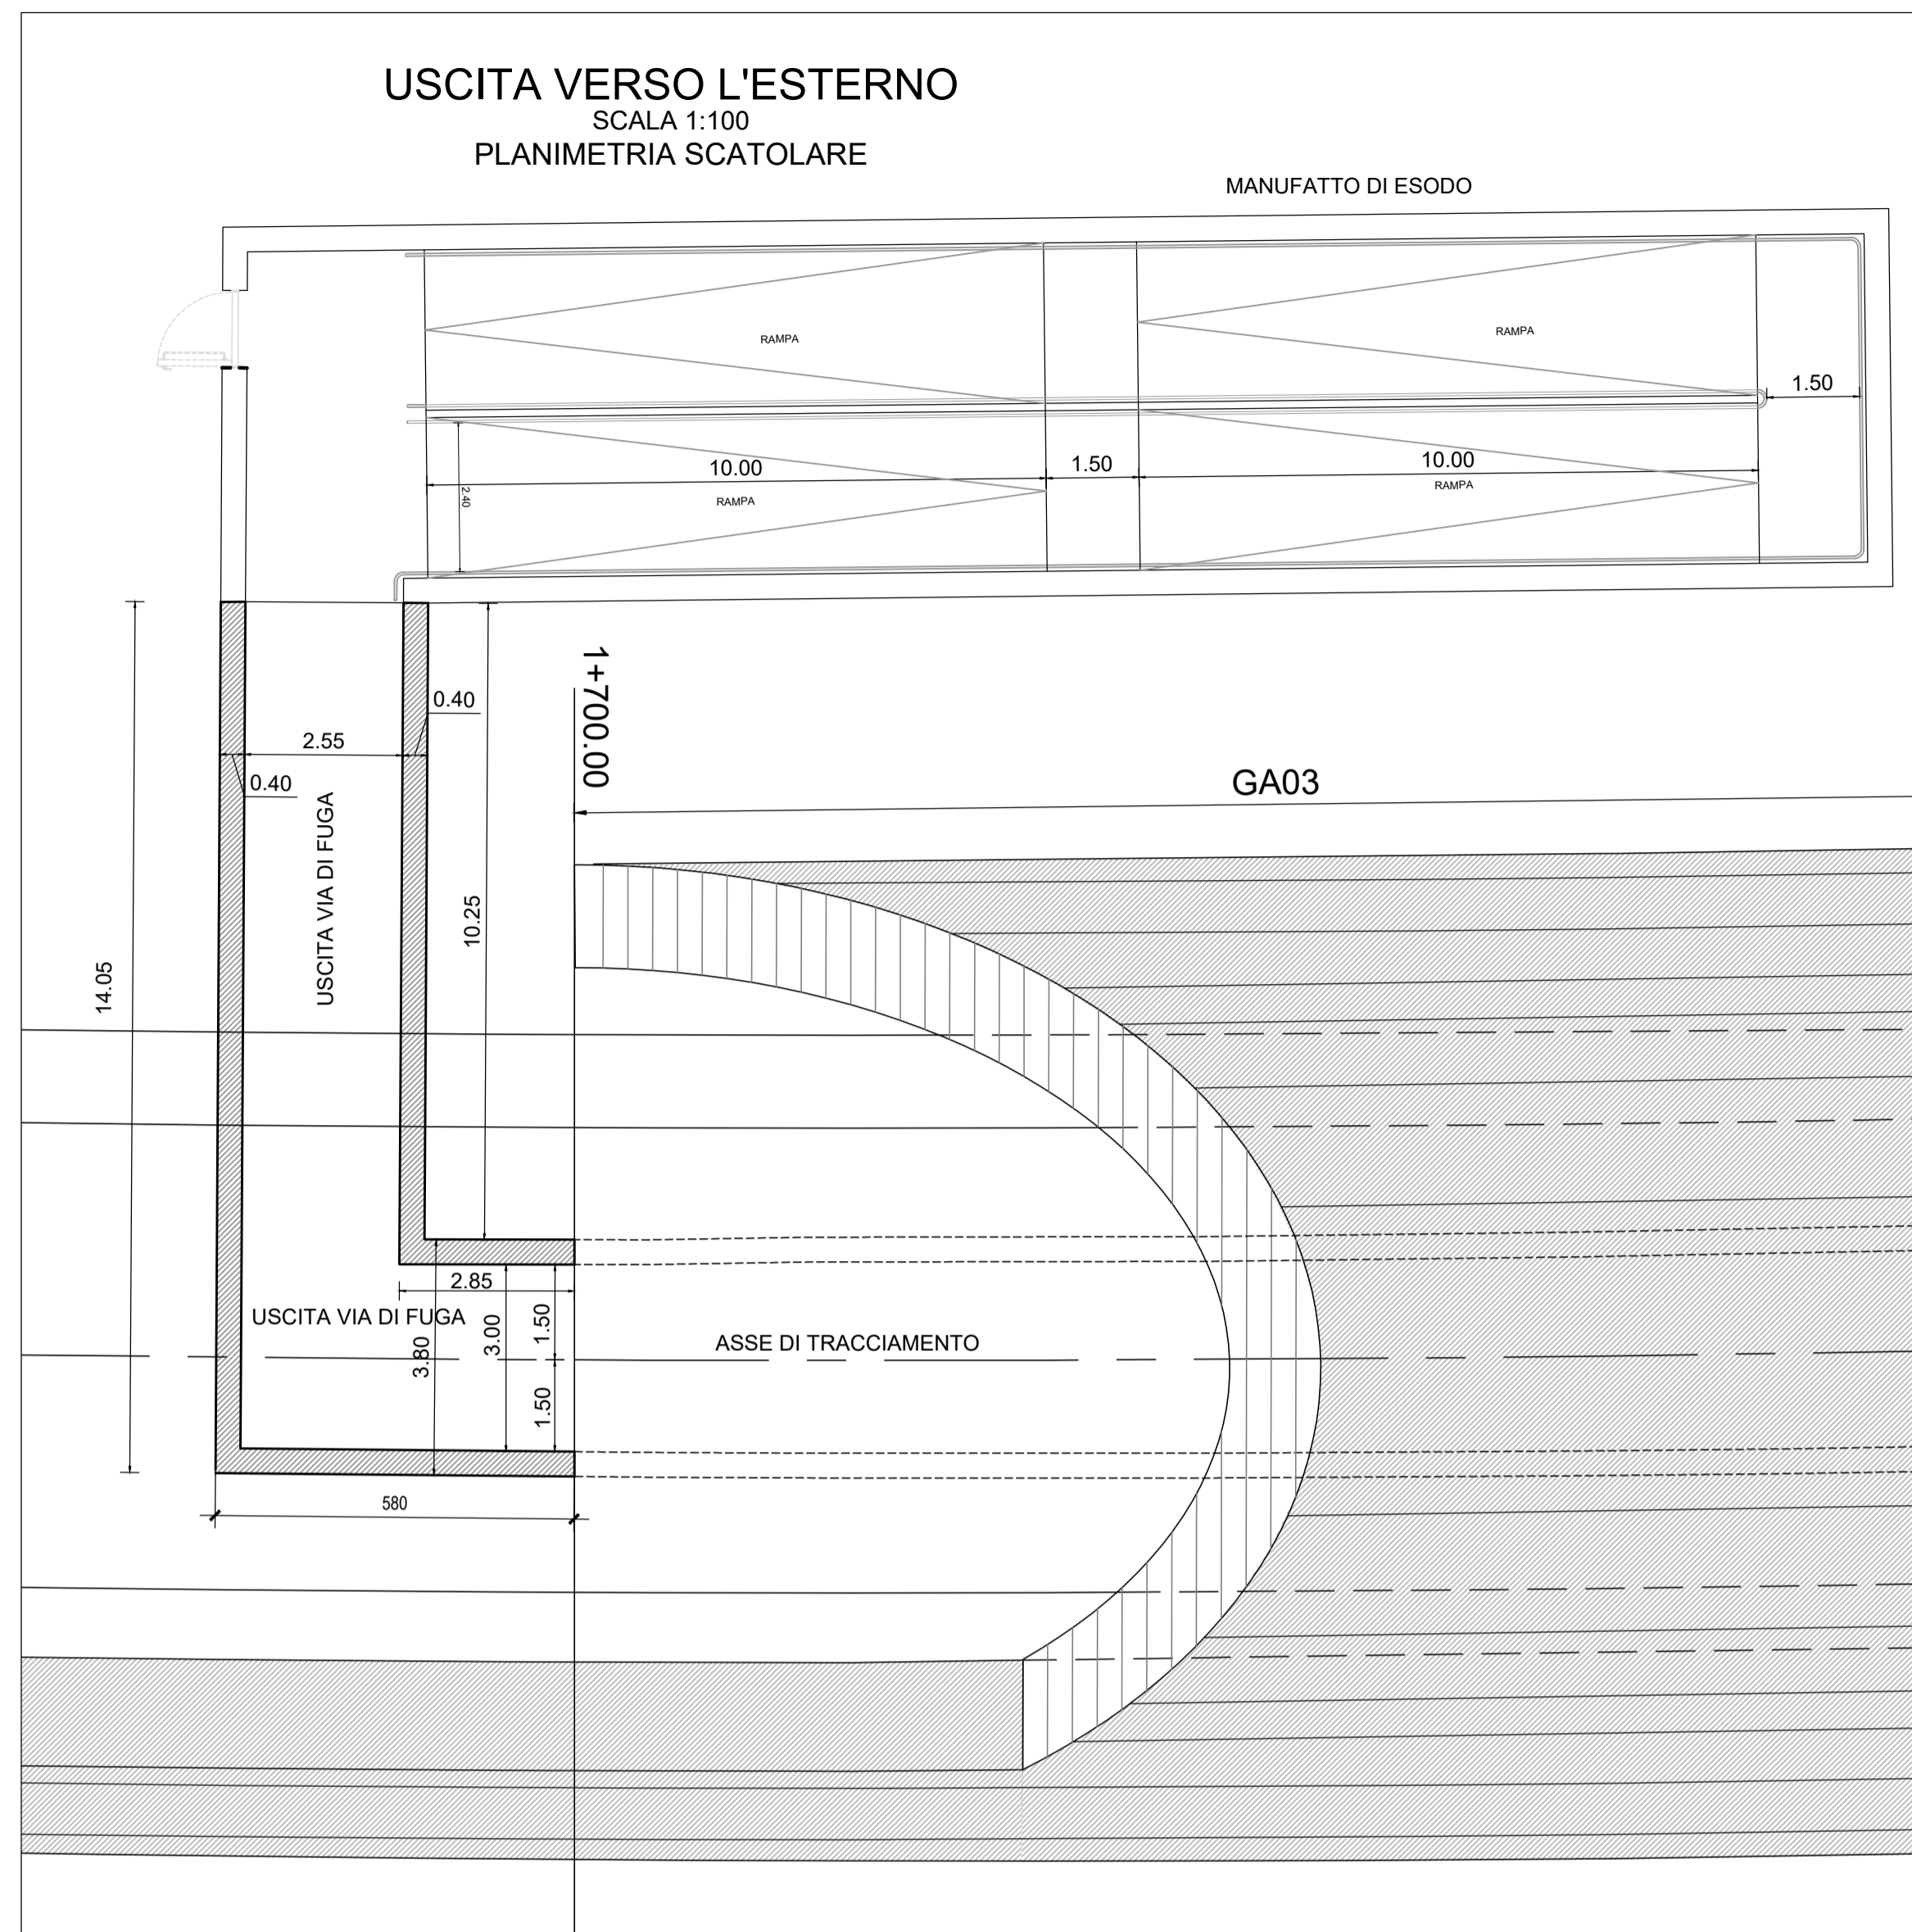 USCITA VERSO L'ESTERNO
SCALA 1:100
PLANIMETRIA SCATOLARE
MANUFATTO DI ESODO
RAMPA
RAMPA
1.50
10.00
1.50
10.00
2.40
RAMPA
RAMPA
1+700.00
0.40
2.55
0.40
GA03
USCITA VIA DI FUGA
10.25
14.05
2.85
USCITA VIA DI FUGA
3.80
3.00
1.50
ASSE DI TRACCIAMENTO
1.50
580